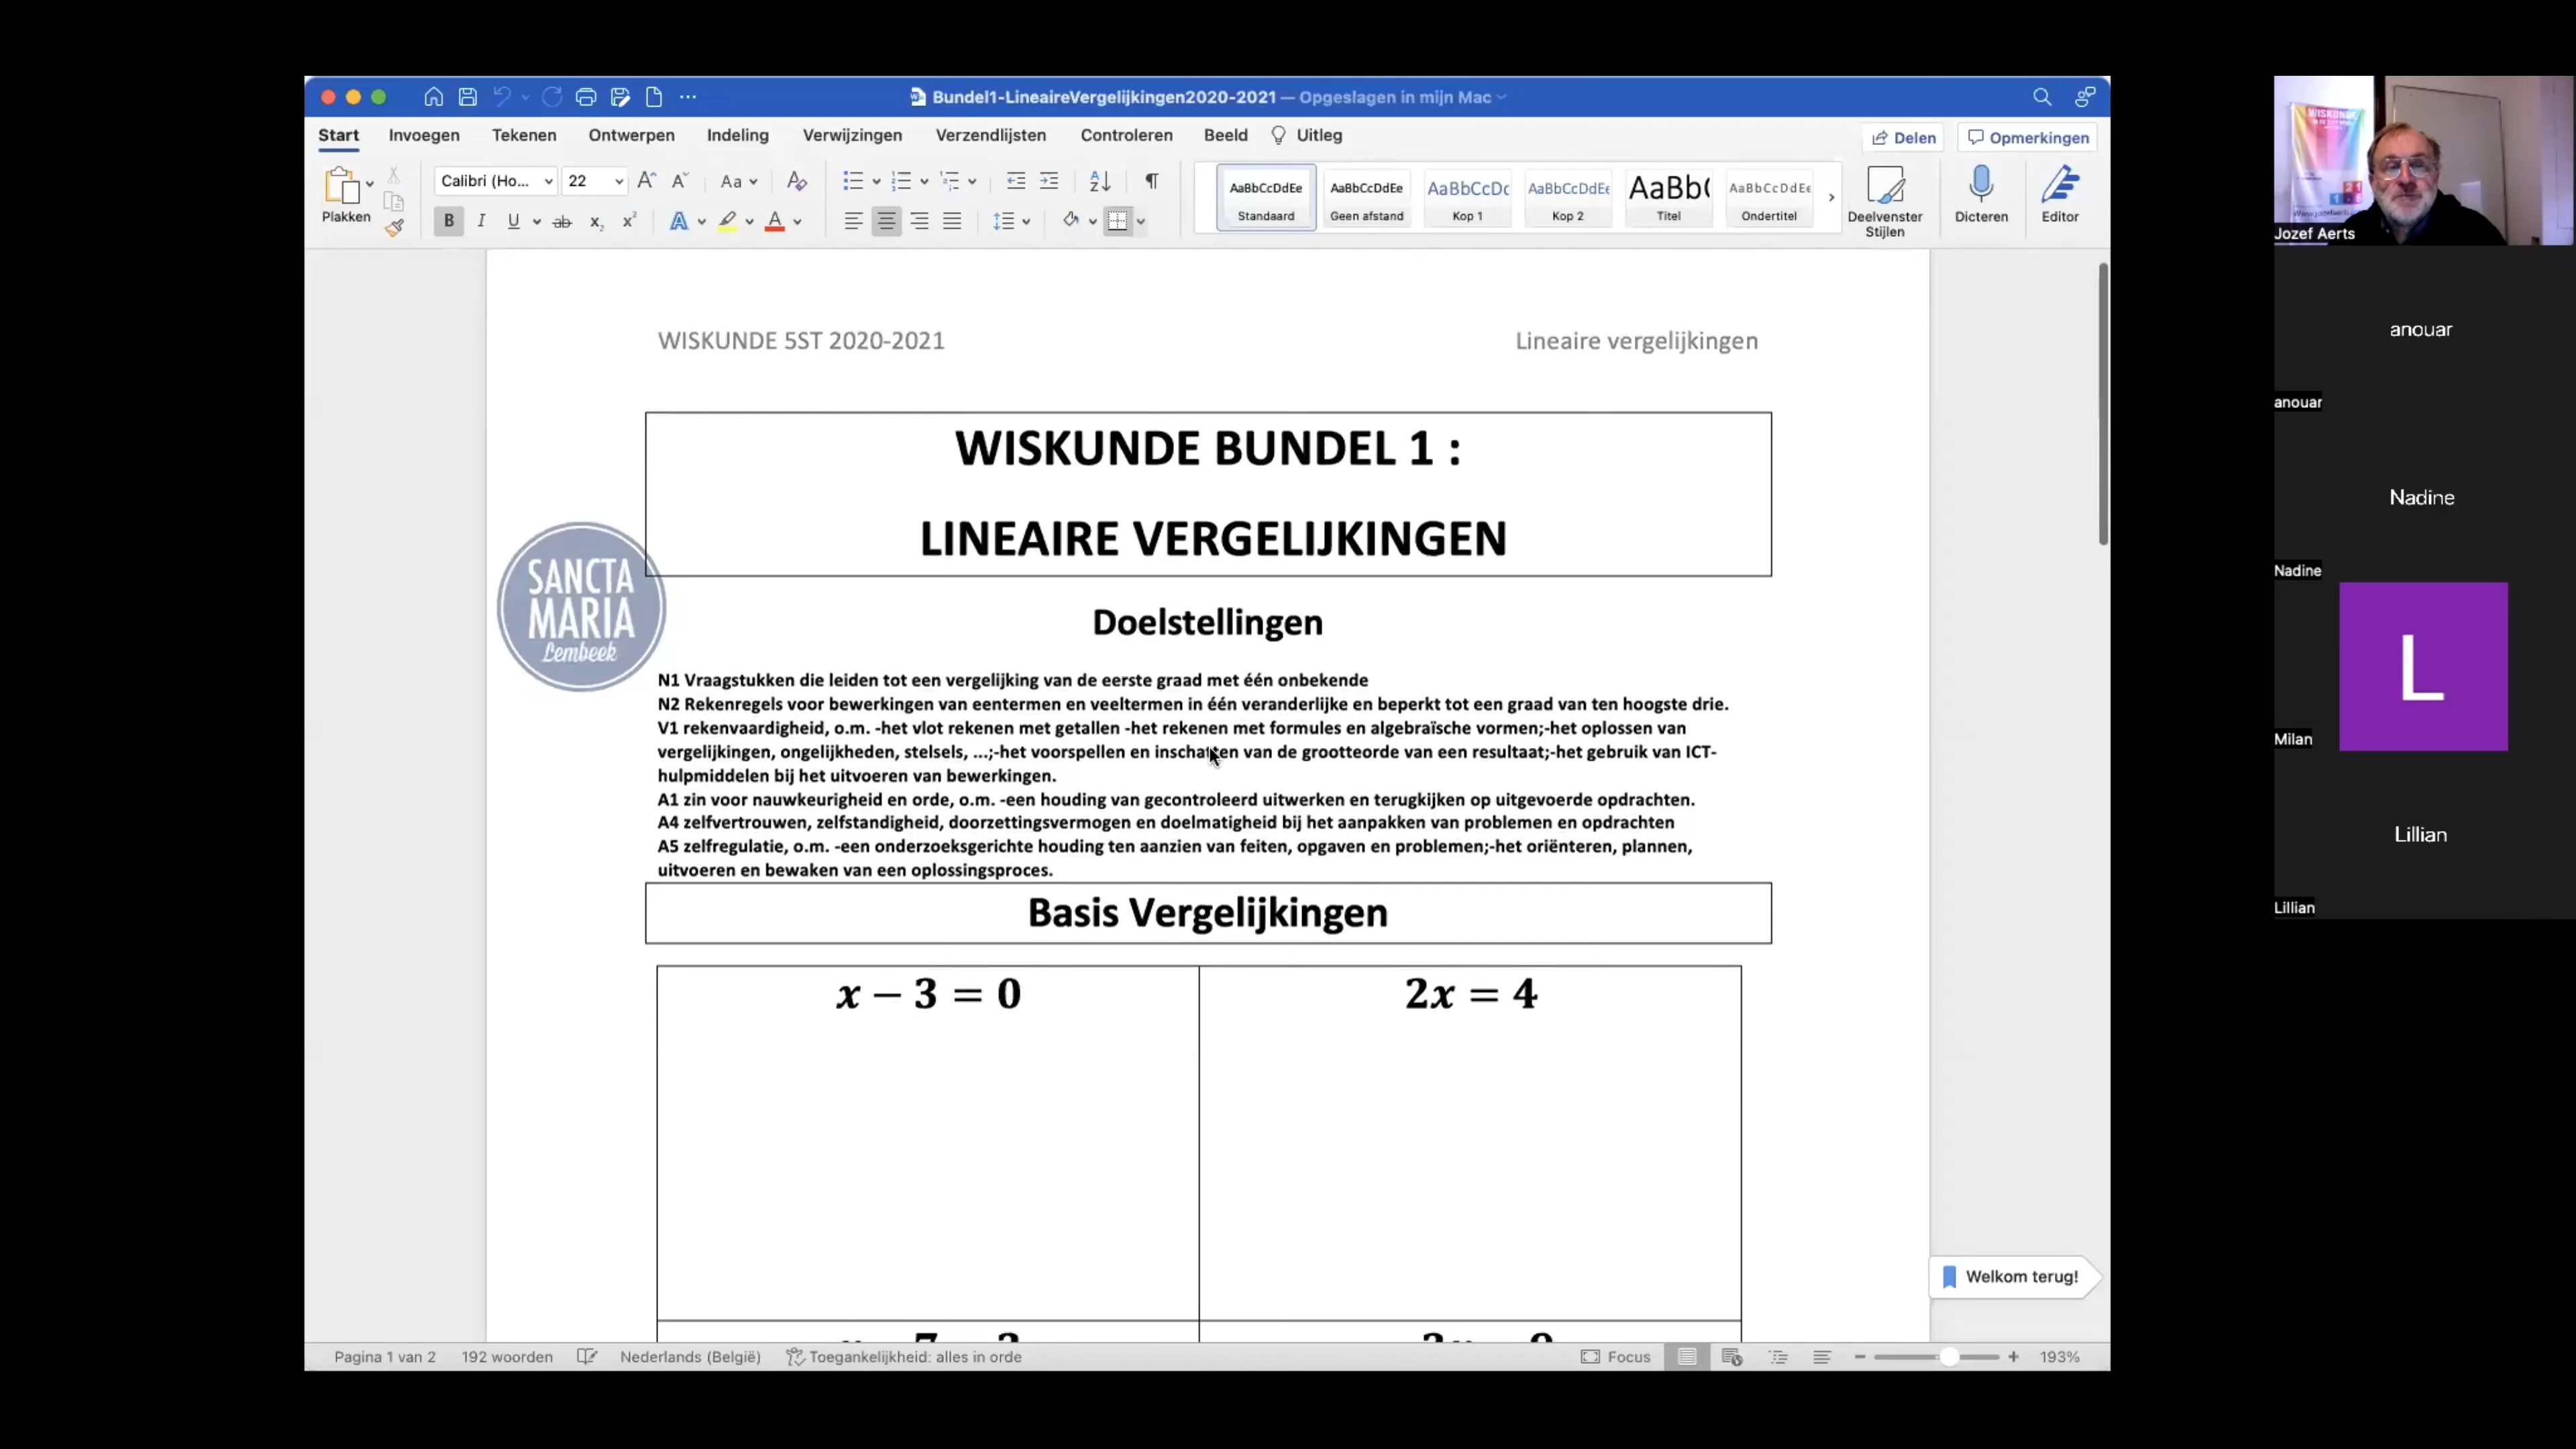 Bundel1-LineaireVergelijkingen2020-2021 — Opgeslagen in mijn Mac
Start Invoegen Tekenen Ontwerpen Indeling Verwijzingen Verzendlijsten Controleren Beeld Uitleg Delen Opmerkingen
Plakken
Calibri (Ho... 22
AaBbCcDdEe AaBbCcDdEe AaBbCcDc AaBbCcDdEe AaBb( AaBbCcDdEe
Standaard Geen afstand Kop 1 Kop 2 Titel Ondertitel
Deelvenster
Stijlen
Dicteren
Editor
WISKUNDE 5ST 2020-2021 Lineaire vergelijkingen
WISKUNDE BUNDEL 1 :
LINEAIRE VERGELIJKINGEN
SANCTA
MARIA
Lembeek
Doelstellingen
N1 Vraagstukken die leiden tot een vergelijking van de eerste graad met één onbekende
N2 Rekenregels voor bewerkingen van eentermen en veeltermen in één veranderlijke en beperkt tot een graad van ten hoogste drie.
V1 rekenvaardigheid, o.m. -het vlot rekenen met getallen -het rekenen met formules en algebraïsche vormen;-het oplossen van
vergelijkingen, ongelijkheden, stelsels, ...;-het voorspellen en inschatten van de grootteorde van een resultaat;-het gebruik van ICT-
hulpmiddelen bij het uitvoeren van bewerkingen.
A1 zin voor nauwkeurigheid en orde, o.m. -een houding van gecontroleerd uitwerken en terugkijken op uitgevoerde opdrachten.
A4 zelfvertrouwen, zelfstandigheid, doorzettingsvermogen en doelmatigheid bij het aanpakken van problemen en opdrachten
A5 zelfregulatie, o.m. -een onderzoeksgerichte houding ten aanzien van feiten, opgaven en problemen;-het oriënteren, plannen,
uitvoeren en bewaken van een oplossingsproces.
Basis Vergelijkingen
x − 3 = 0 2x = 4
Welkom terug!
Pagina 1 van 2 192 woorden Nederlands (België) Toegankelijkheid: alles in orde Focus 193%
WISKUNDE
Jozef Aerts
anouar
anouar
Nadine
Nadine
L
Milan
Lillian
Lillian